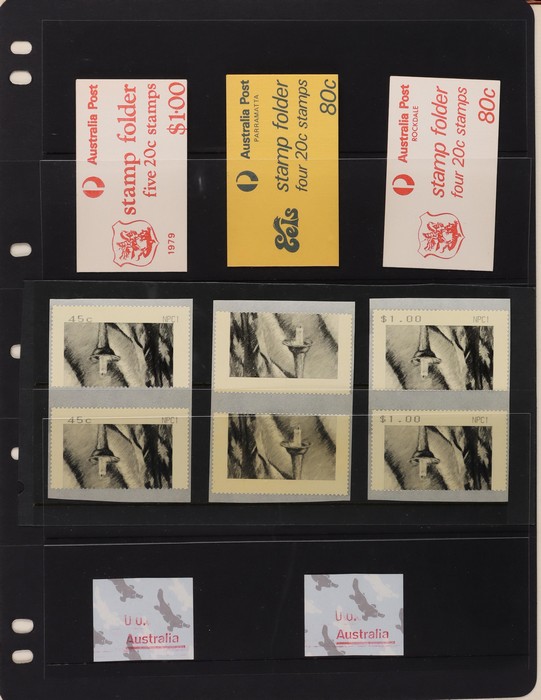 Australia Post
stamp folder
five 20c stamps
$1·00
1979
Australia Post
PARRAMATTA
stamp folder
four 20c stamps
80c
Eels
Australia Post
ROCKDALE
stamp folder
four 20c stamps
80c
45c NPC1
$1.00 NPC1
45c NPC1
$1.00 NPC1
Australia
Australia